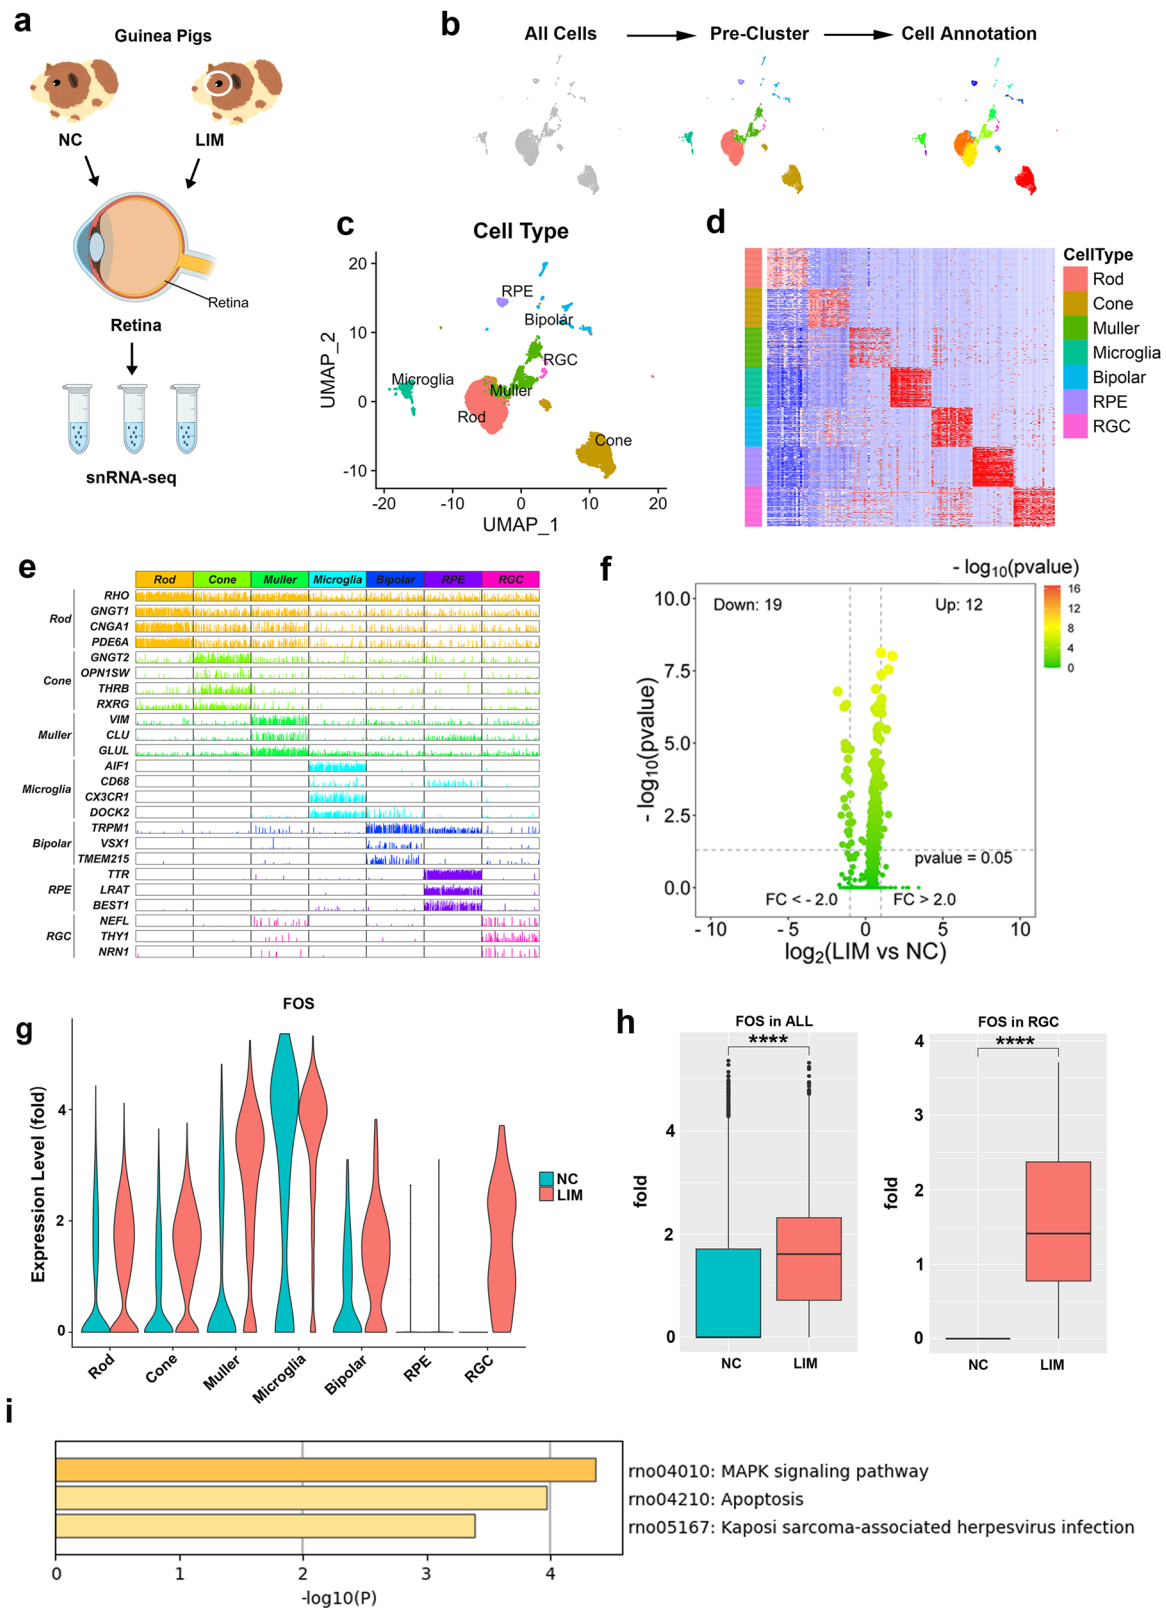 a
Guinea Pigs
NC
LIM
Retina
Retina
snRNA-seq
b
All Cells
Pre-Cluster
Cell Annotation
c
Cell Type
20
10
0
-10
-20
-10
0
10
20
UMAP_2
UMAP_1
RPE
Bipolar
RGC
Microglia
Muller
Rod
Cone
d
CellType
Rod
Cone
Muller
Microglia
Bipolar
RPE
RGC
e
Rod Cone Muller Microglia Bipolar RPE RGC
Rod
RHO
GNGT1
CNGA1
PDE6A
Cone
GNGT2
OPN1SW
THRB
RXRG
Muller
VIM
CLU
GLUL
Microglia
AIF1
CD68
CX3CR1
DOCK2
Bipolar
TRPM1
VSX1
TMEM215
RPE
TTR
LRAT
BEST1
RGC
NEFL
THY1
NRN1
f
- log10(pvalue)
16
12
8
4
0
Down: 19
Up: 12
10.0
7.5
5.0
2.5
0.0
- log10(pvalue)
pvalue = 0.05
FC < - 2.0
FC > 2.0
-10 -5 0 5 10
log2(LIM vs NC)
g
FOS
Expression Level (fold)
4
2
0
NC
LIM
Rod
Cone
Muller
Microglia
Bipolar
RPE
RGC
h
FOS in ALL
****
fold
4
2
0
NC
LIM
FOS in RGC
****
fold
4
3
2
1
0
NC
LIM
i
rno04010: MAPK signaling pathway
rno04210: Apoptosis
rno05167: Kaposi sarcoma-associated herpesvirus infection
0 1 2 3 4
-log10(P)